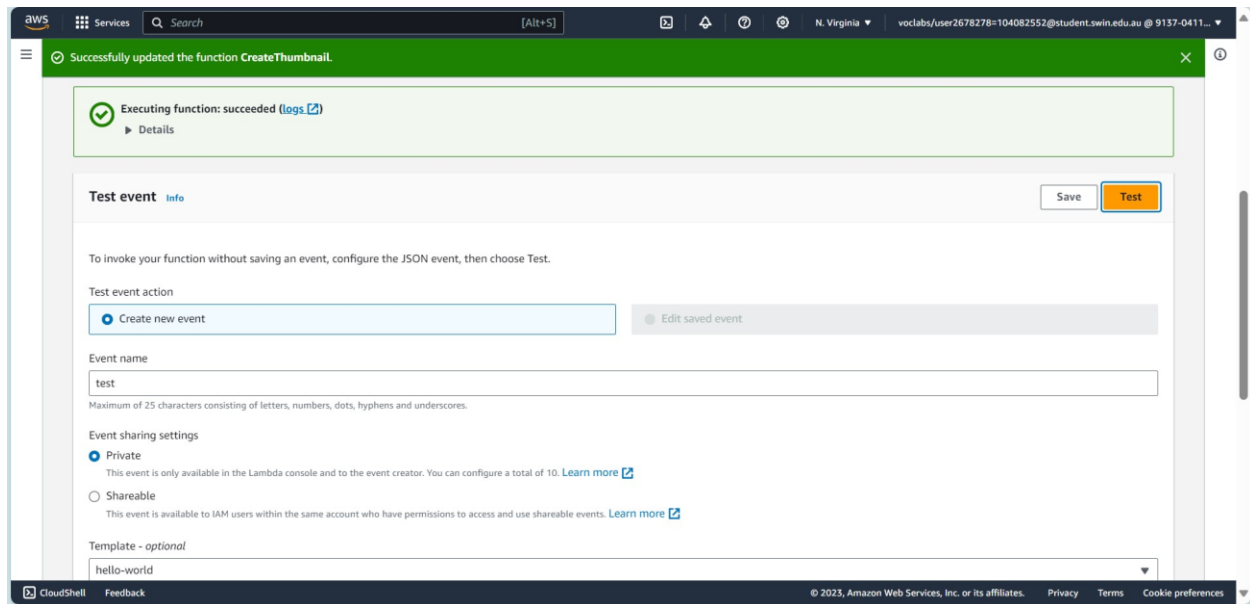 aws Services Search [Alt+S] N. Virginia ▼ voclabs/user2678278=104082552@student.swin.edu.au @ 9137-0411... ▼
Successfully updated the function CreateThumbnail.
Executing function: succeeded (logs)
Details
Test event Info Save Test
To invoke your function without saving an event, configure the JSON event, then choose Test.
Test event action
Create new event Edit saved event
Event name
test
Maximum of 25 characters consisting of letters, numbers, dots, hyphens and underscores.
Event sharing settings
Private
This event is only available in the Lambda console and to the event creator. You can configure a total of 10. Learn more
Shareable
This event is available to IAM users within the same account who have permissions to access and use shareable events. Learn more
Template - optional
hello-world
CloudShell Feedback © 2023, Amazon Web Services, Inc. or its affiliates. Privacy Terms Cookie preferences